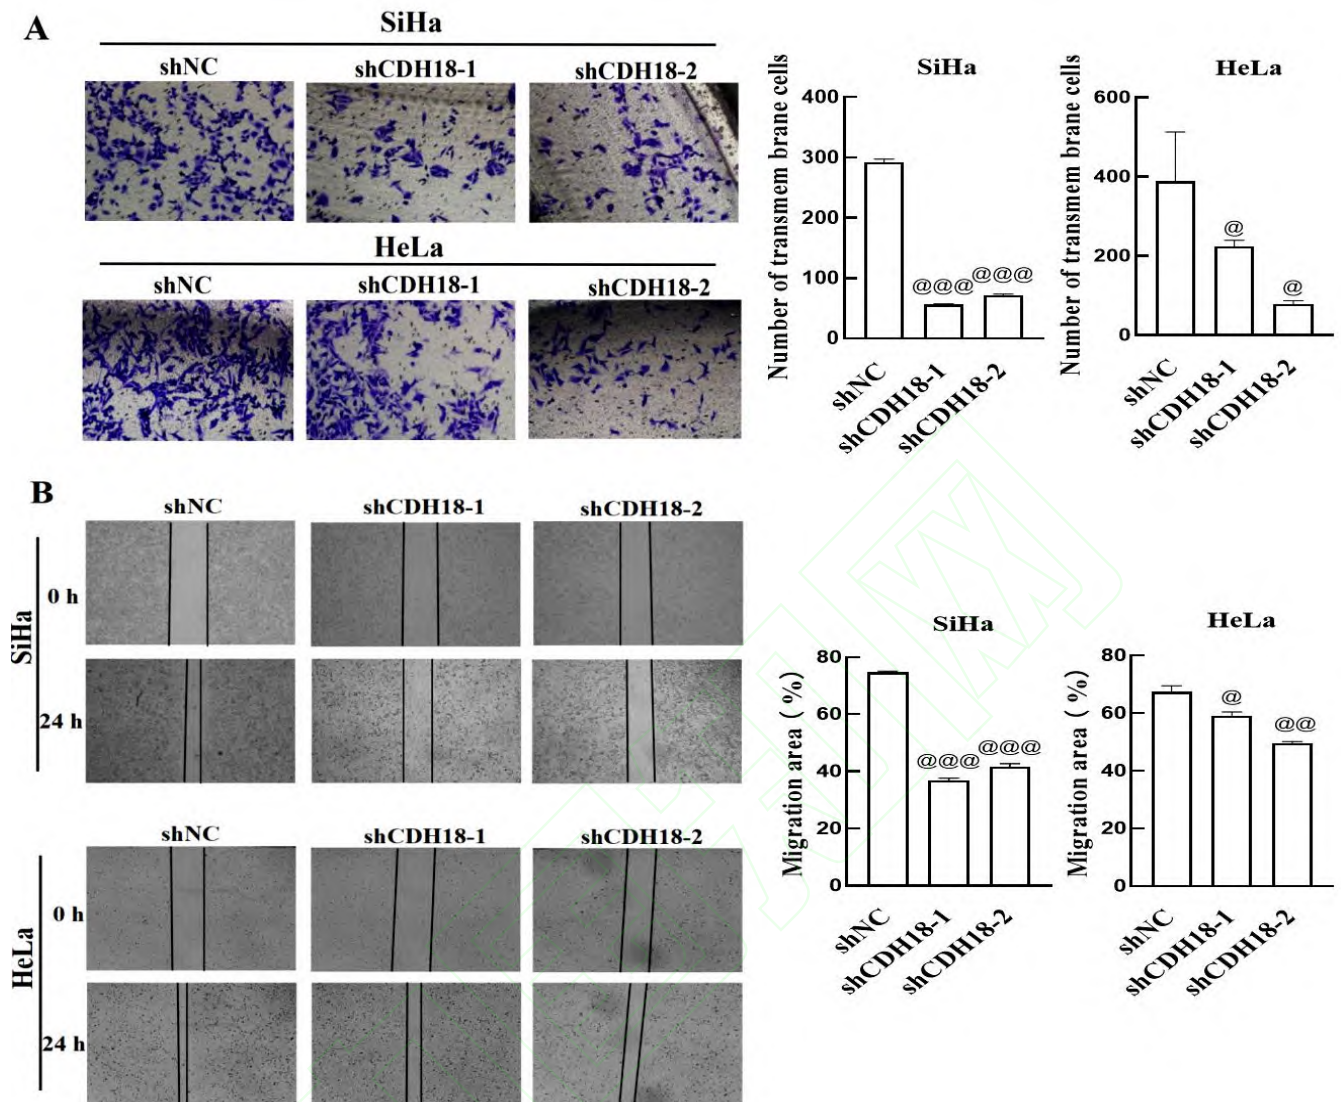 A
SiHa
shNC shCDH18-1 shCDH18-2
HeLa
shNC shCDH18-1 shCDH18-2
SiHa
Number of transmem brane cells
400
300
200
100
0
@@@ @@@
shNC
shCDH18-1
shCDH18-2
HeLa
Number of transmem brane cells
600
400
200
0
@
@
shNC
shCDH18-1
shCDH18-2
B
shNC shCDH18-1 shCDH18-2
SiHa
0 h
24 h
shNC shCDH18-1 shCDH18-2
HeLa
0 h
24 h
SiHa
Migration area ( %)
80
60
40
20
0
@@@ @@@
shNC
shCDH18-1
shCDH18-2
HeLa
Migration area ( %)
80
60
40
20
0
@
@@
shNC
shCDH18-1
shCDH18-2